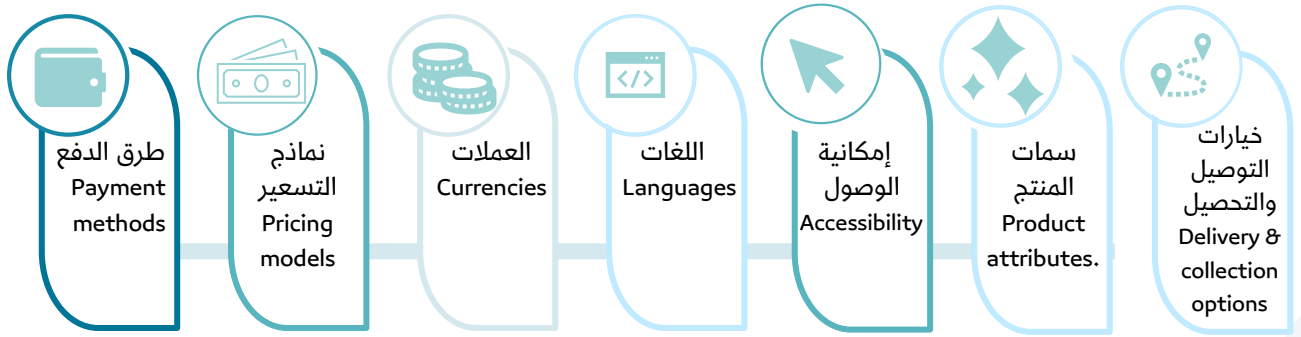 طرق الدفع
Payment
methods
نماذج
التسعير
Pricing
models
العملات
Currencies
اللغات
Languages
إمكانية
الوصول
Accessibility
سمات
المنتج
Product
attributes.
خيارات
التوصيل
والتحصيل
Delivery &
collection
options